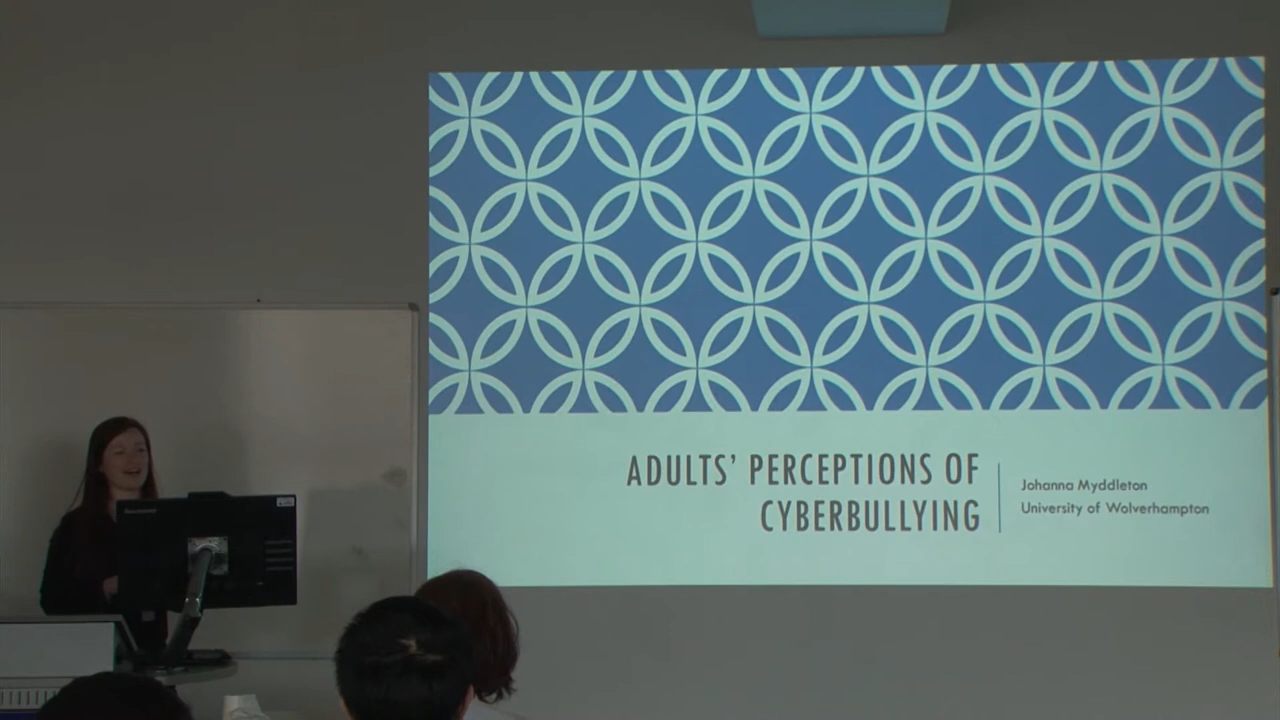 ADULTS' PERCEPTIONS OF
CYBERBULLYING
Johanna Myddleton
University of Wolverhampton